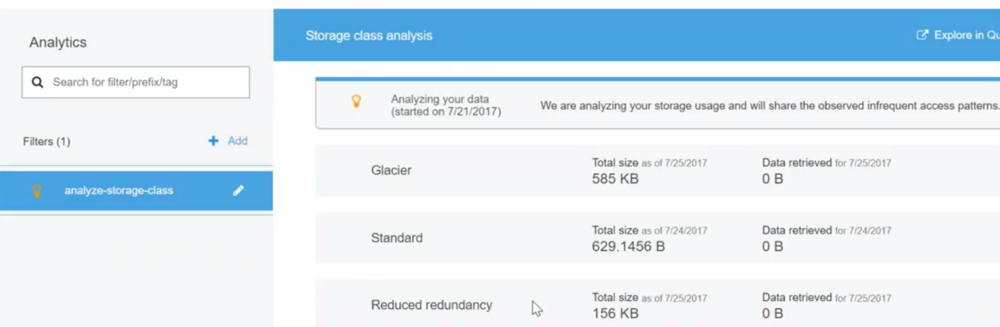 Analytics
Search for filter/prefix/tag
Filters (1)
Add
analyze-storage-class
Storage class analysis
Explore in Qu
Analyzing your data
(started on 7/21/2017)
We are analyzing your storage usage and will share the observed infrequent access patterns.
Glacier
Total size as of 7/25/2017
585 KB
Data retrieved for 7/25/2017
0 B
Standard
Total size as of 7/24/2017
629.1456 B
Data retrieved for 7/24/2017
0 B
Reduced redundancy
Total size as of 7/25/2017
156 KB
Data retrieved for 7/25/2017
0 B